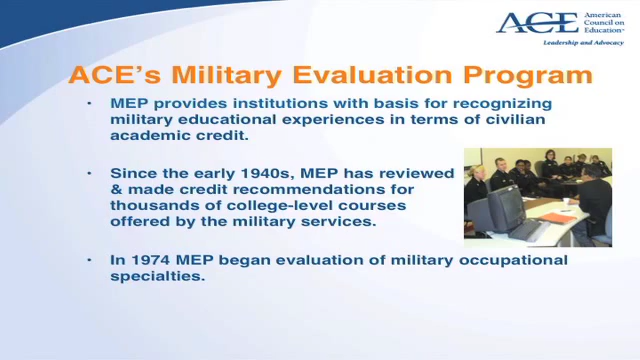 ACE American Council on Education™
Leadership and Advocacy
ACE's Military Evaluation Program
• MEP provides institutions with basis for recognizing
military educational experiences in terms of civilian
academic credit.
• Since the early 1940s, MEP has reviewed
& made credit recommendations for
thousands of college-level courses
offered by the military services.
• In 1974 MEP began evaluation of military occupational
specialties.